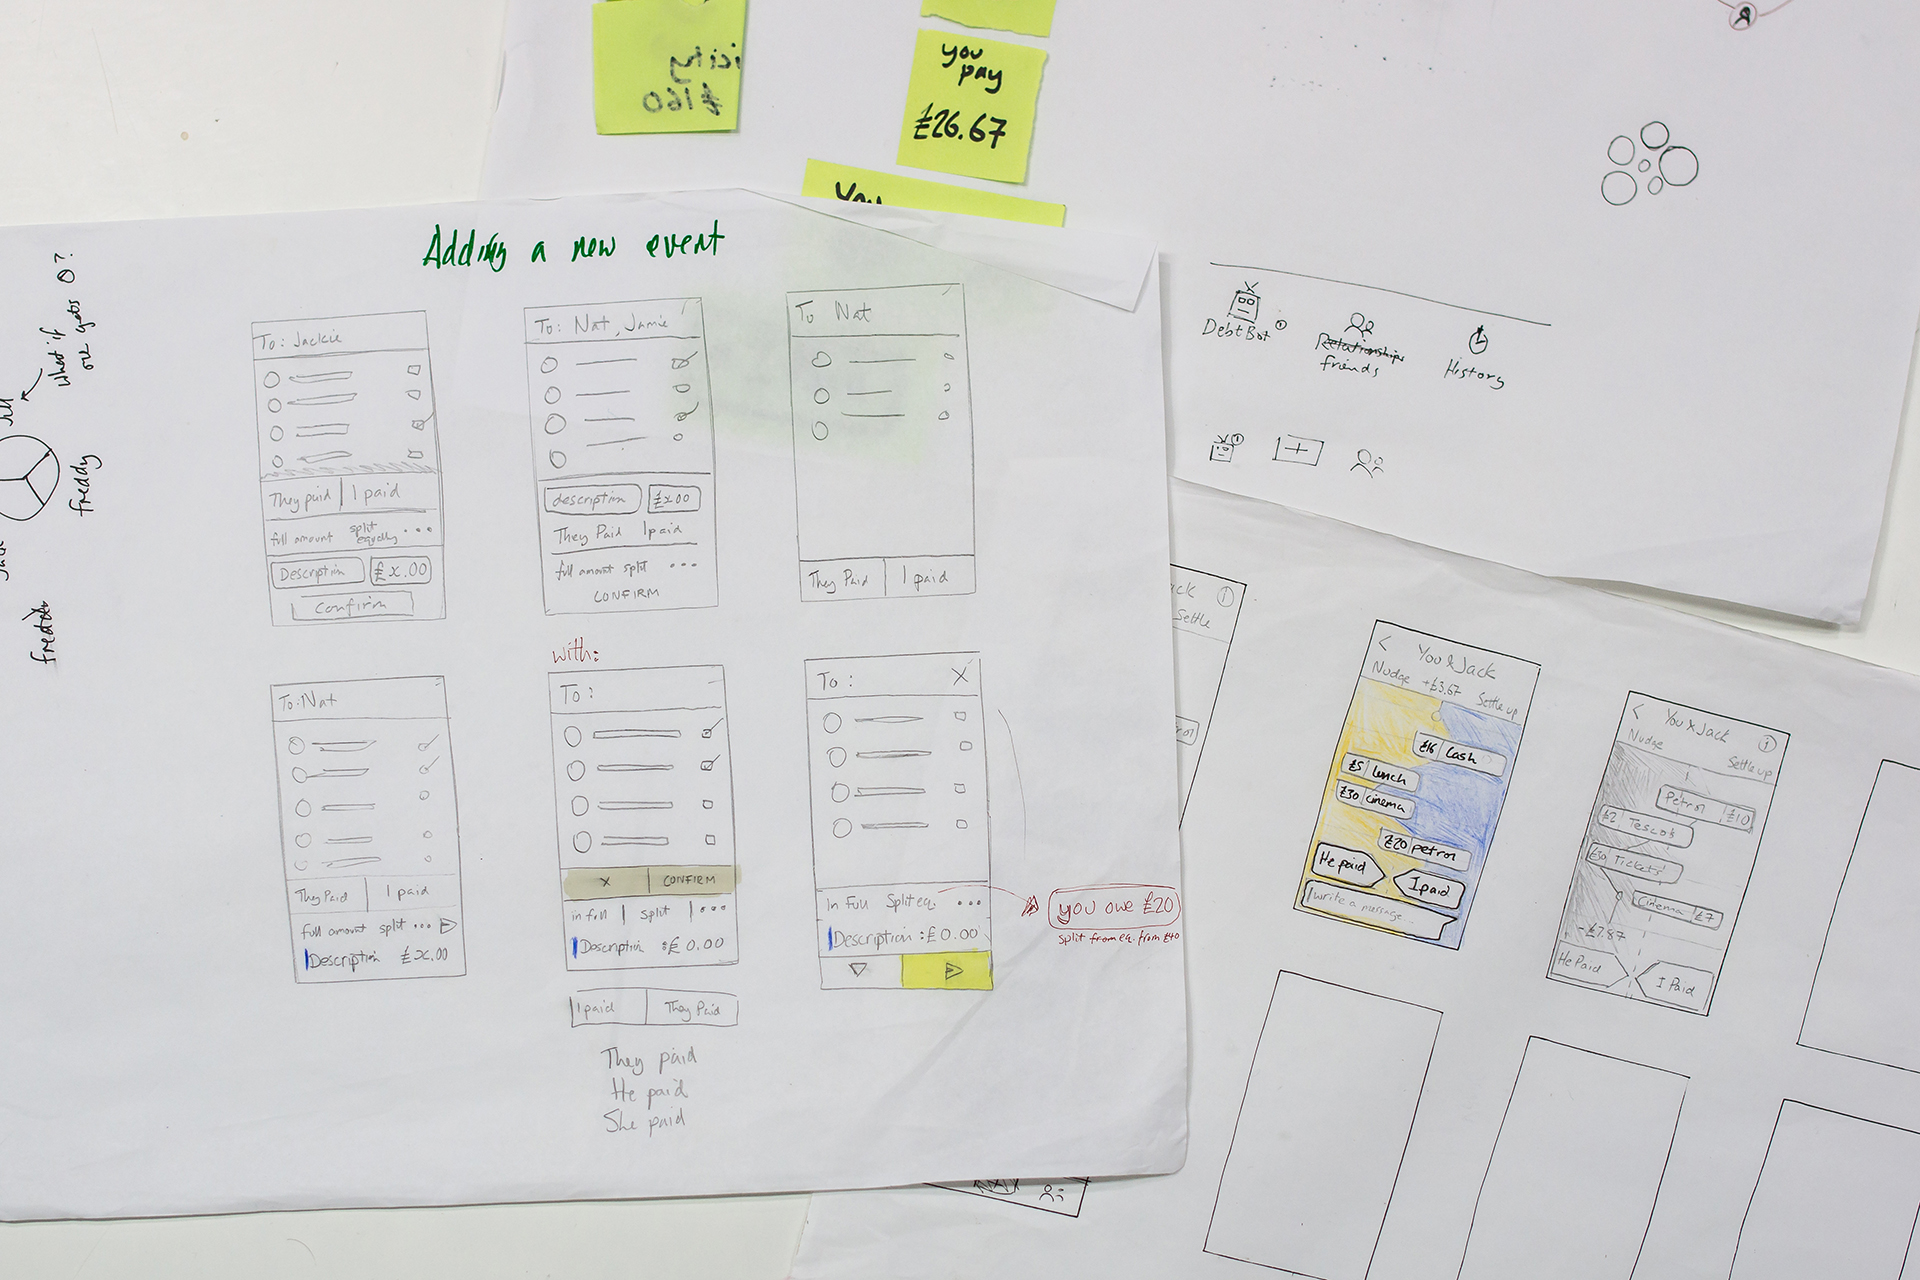 £160
you
pay
£26.67
You
Adding a new event
What if
one gets 0?
Jill
Freddy
To: Jackie
They paid | I paid
full amount split equally ...
Description £x.00
Confirm
To: Nat, Jamie
description £x.00
They Paid I paid
full amount split ...
CONFIRM
To Nat
They Paid | I paid
To: Nat
They Paid | I paid
full amount split ...
Description £x.00
with:
To:
X | CONFIRM
in full | split | ...
Description : £0.00
I paid They Paid
They paid
He paid
She paid
To: X
In Full Split eq. ...
Description : £0.00
you owe £20
split from eq. from £40
DebtBot
Relationships
friends
History
Settle
< You & Jack
Nudge +£3.67 Settle up
£16 Cash
£5 lunch
£30 cinema
£20 petrol
He paid I paid
write a message...
< You & Jack i
Nudge Settle up
Petrol £10
£2 Tescos
£30 Tickets
Cinema £7
-£7.87
He Paid I Paid